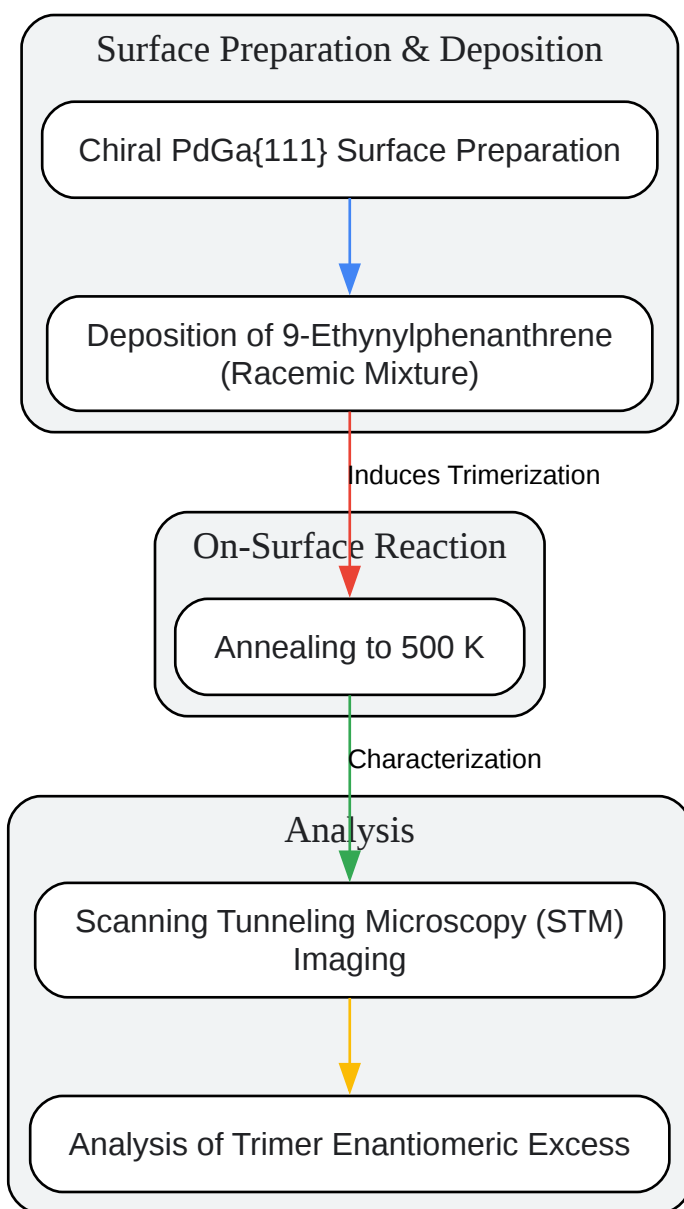 Surface Preparation & Deposition
Chiral PdGa{111} Surface Preparation
Deposition of 9-Ethynylphenanthrene
(Racemic Mixture)
Induces Trimerization
On-Surface Reaction
Annealing to 500 K
Characterization
Analysis
Scanning Tunneling Microscopy (STM)
Imaging
Analysis of Trimer Enantiomeric Excess